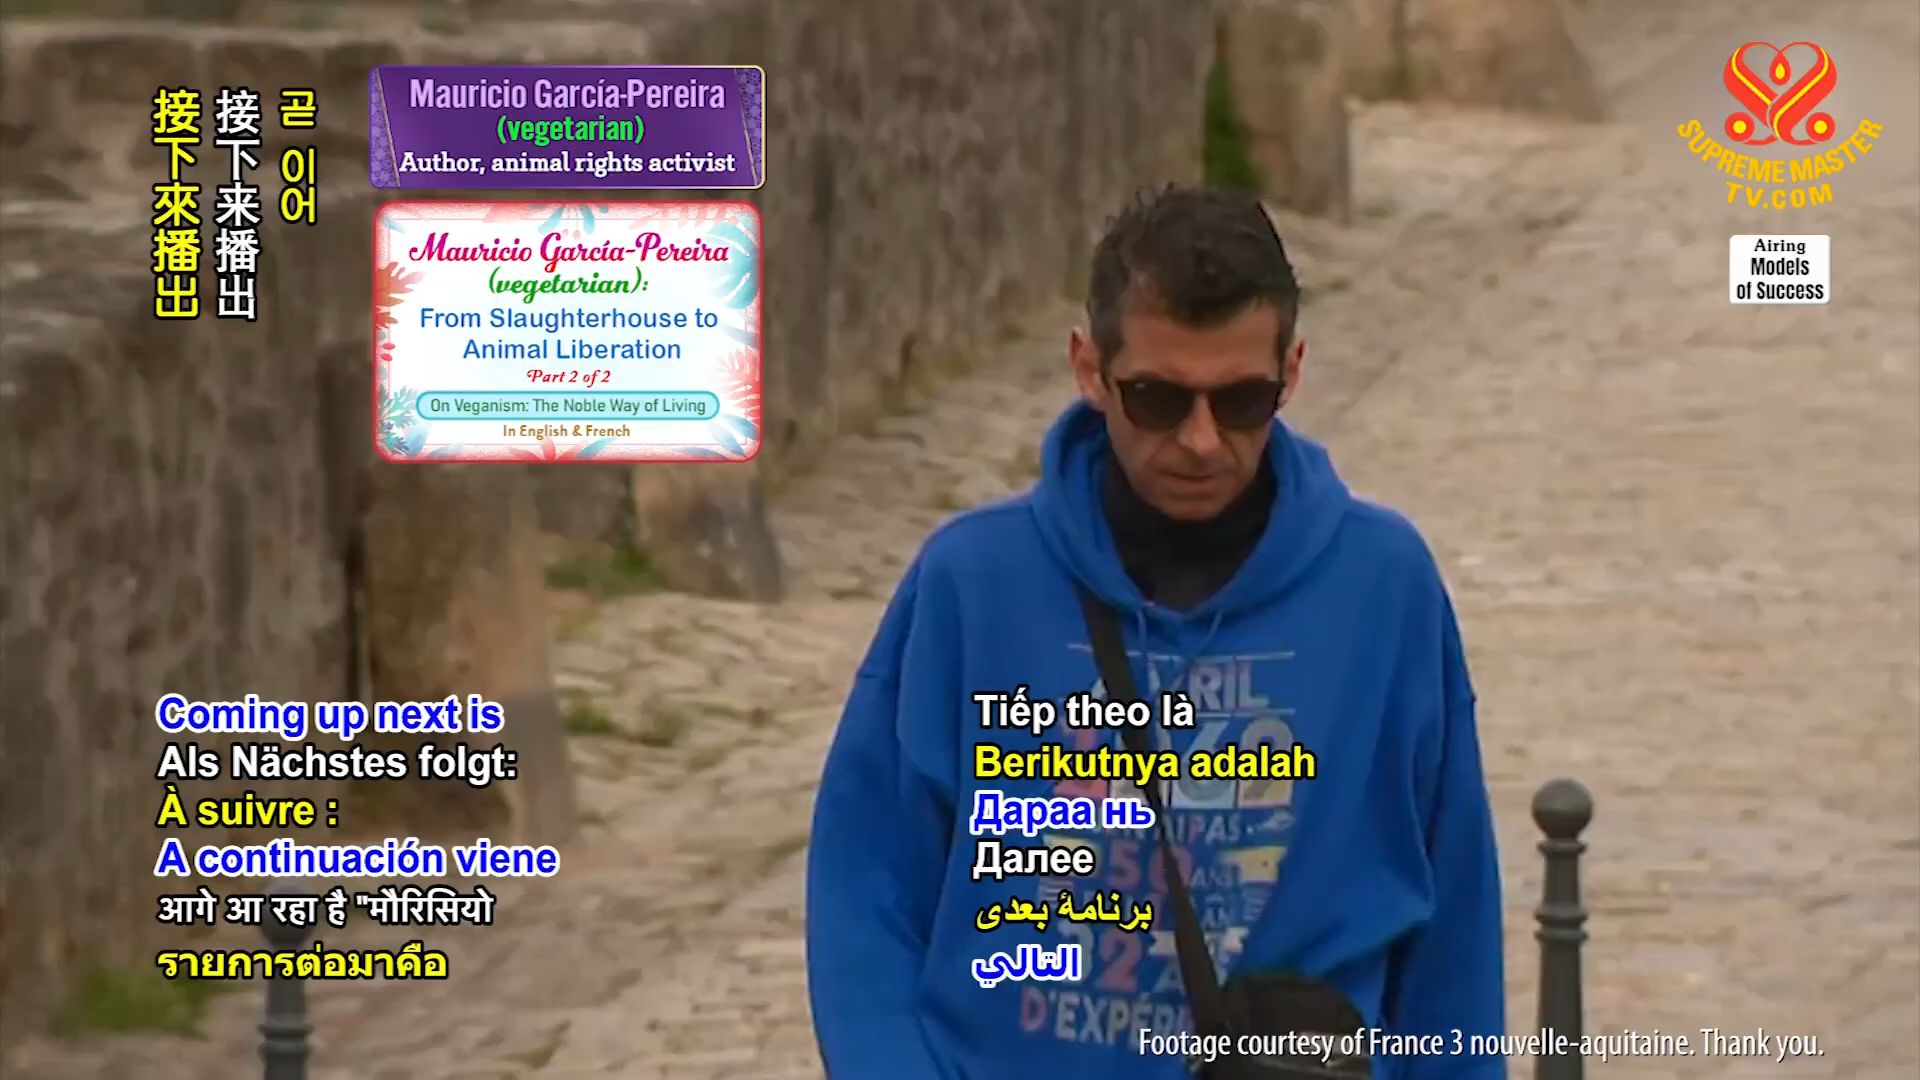 接下來播出
接下来播出
곧 이어
Mauricio García-Pereira
(vegetarian)
Author, animal rights activist
Mauricio García-Pereira
(vegetarian):
From Slaughterhouse to
Animal Liberation
Part 2 of 2
On Veganism: The Noble Way of Living
In English & French
SUPREME MASTER
TV.COM
Airing
Models
of Success
Coming up next is
Als Nächstes folgt:
À suivre :
A continuación viene
आगे आ रहा है "मौरिसियो
รายการต่อมาคือ
Tiếp theo là
Berikutnya adalah
Дараа нь
Далее
برنامهٔ بعدی
التالي
Footage courtesy of France 3 nouvelle-aquitaine. Thank you.